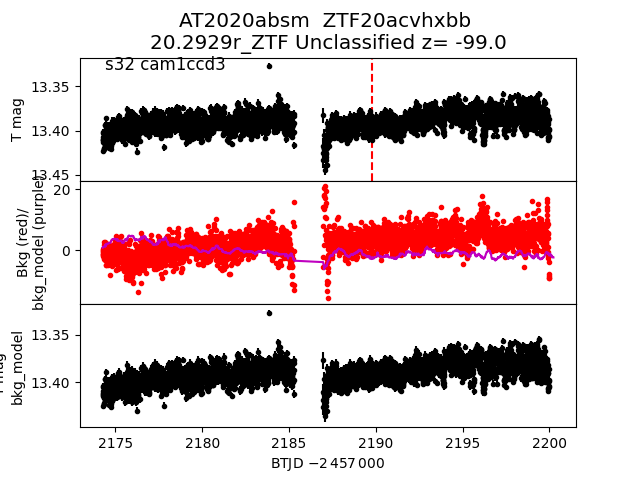 AT2020absm  ZTF20acvhxbb
20.2929r_ZTF Unclassified z= -99.0
s32 cam1ccd3
T mag
13.35
13.40
13.45
Bkg (red)/
bkg_model (purple)
20
0
bkg_model
13.35
13.40
2175
2180
2185
2190
2195
2200
BTJD −2 457 000